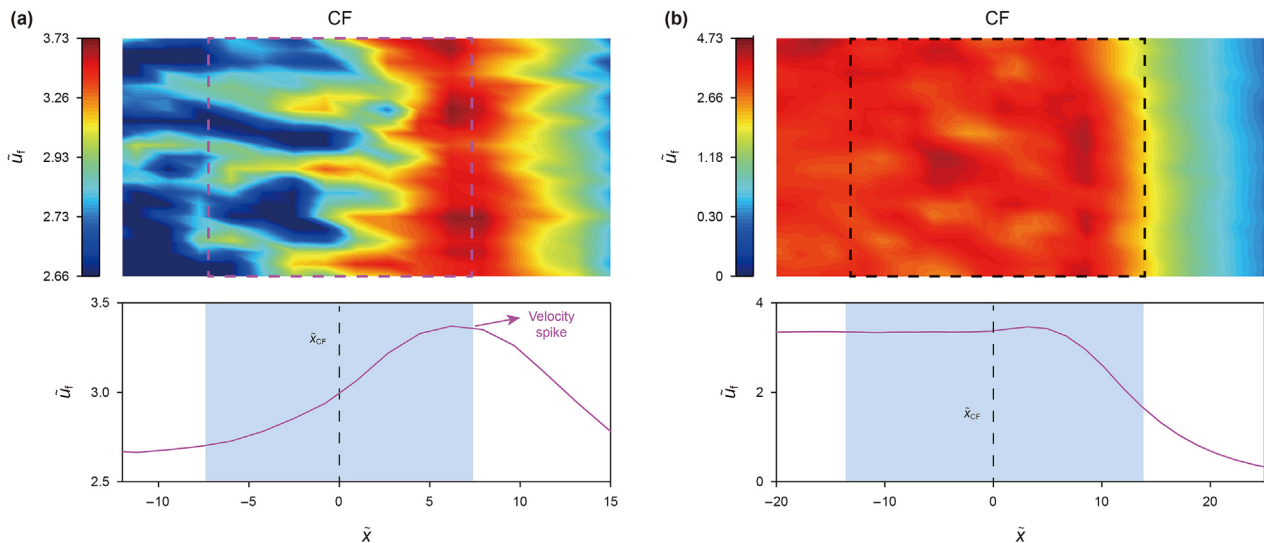 (a)
CF
3.73
3.26
2.93
2.73
2.66
ũf
3.5
3.0
2.5
ũf
x̃CF
Velocity
spike
−10
−5
0
5
10
15
x̃
(b)
CF
4.73
2.66
1.18
0.30
0
ũf
4
2
0
ũf
x̃CF
−20
−10
0
10
20
x̃